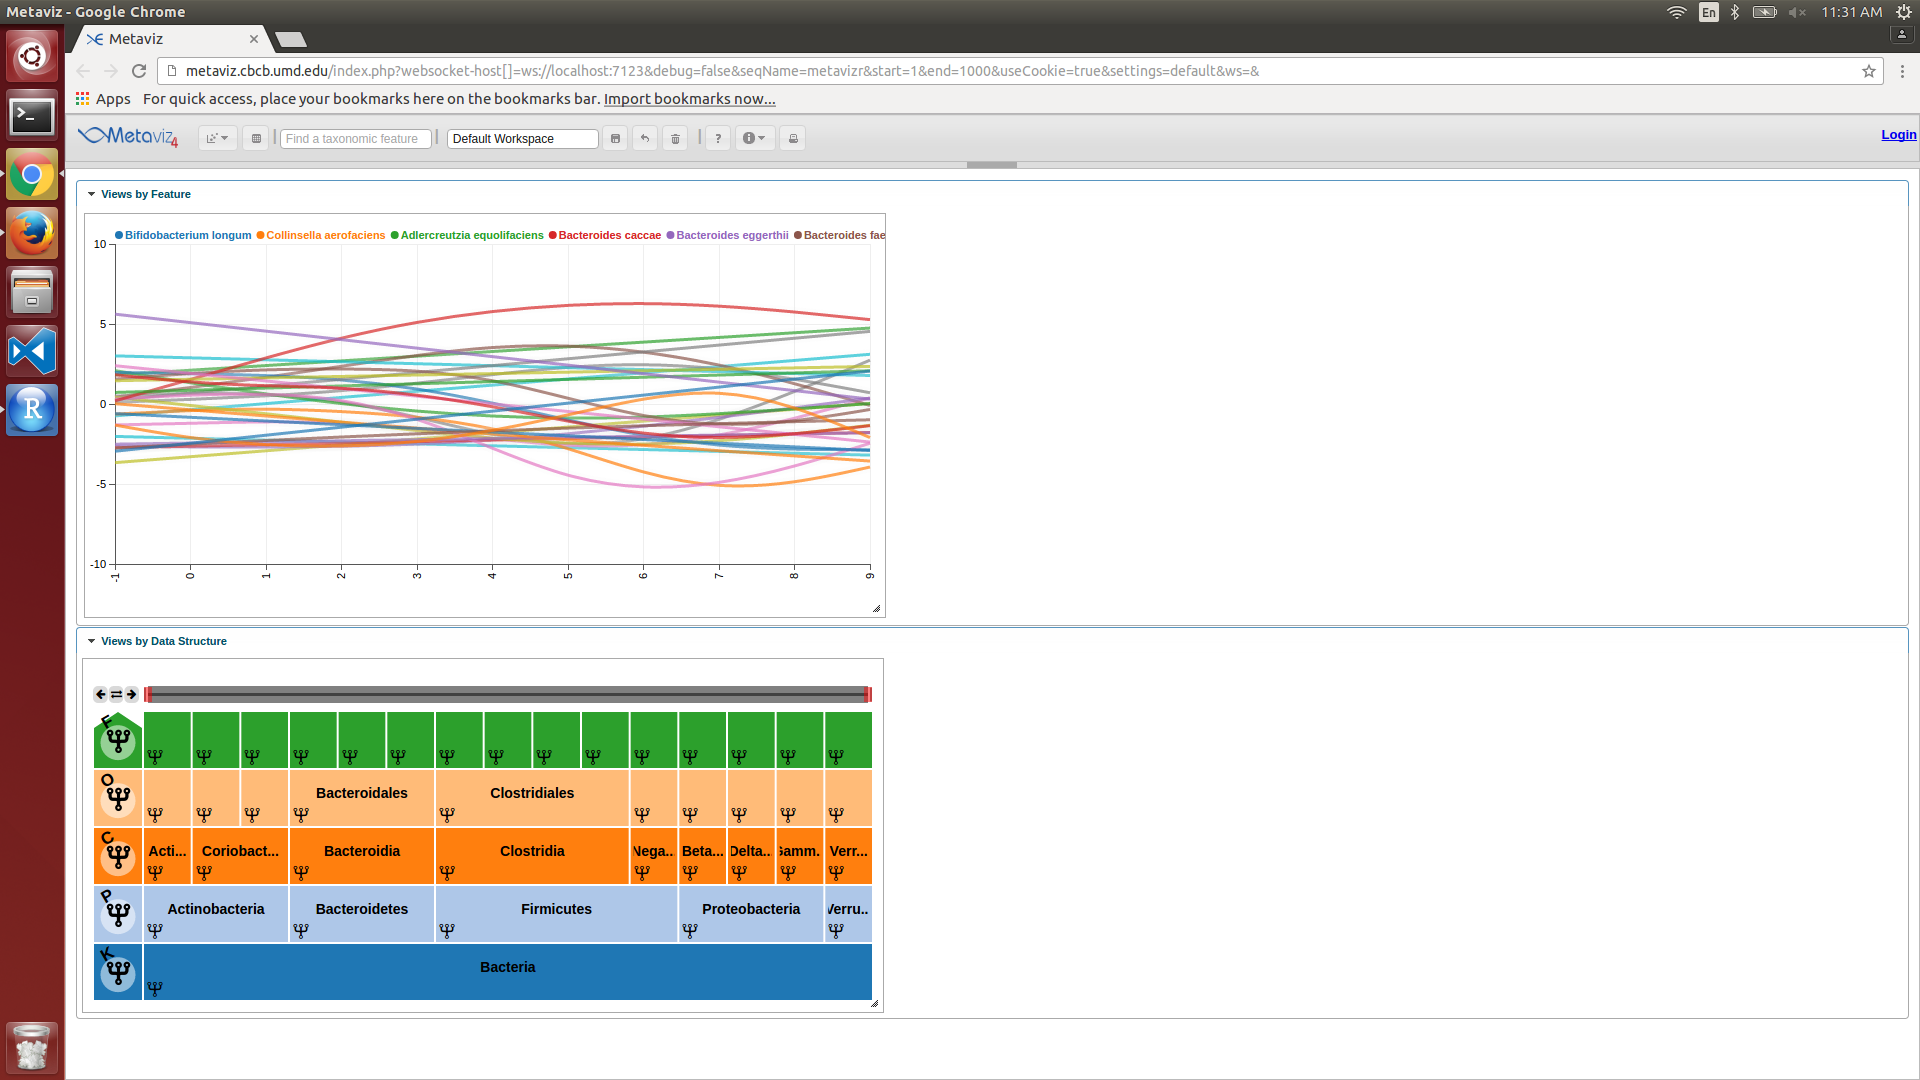 Metaviz - Google Chrome
En
11:31 AM
Metaviz
metaviz.cbcb.umd.edu/index.php?websocket-host[]=ws://localhost:7123&debug=false&seqName=metavizr&start=1&end=1000&useCookie=true&settings=default&ws=&
Apps For quick access, place your bookmarks here on the bookmarks bar. Import bookmarks now...
Metaviz 4
Find a taxonomic feature
Default Workspace
?
Login
Views by Feature
Bifidobacterium longum Collinsella aerofaciens Adlercreutzia equolifaciens Bacteroides caccae Bacteroides eggerthii Bacteroides fae
10
5
0
-5
-10
-1 0 1 2 3 4 5 6 7 8 9
Views by Data Structure
F
O
Bacteroidales Clostridiales
C
Acti... Coriobact... Bacteroidia Clostridia Nega... Beta... Delta... Gamm. Verr...
P
Actinobacteria Bacteroidetes Firmicutes Proteobacteria Verru..
K
Bacteria
R